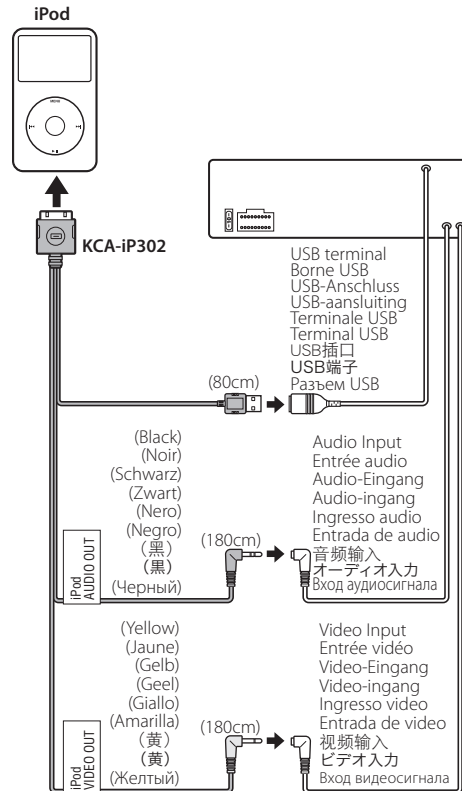 iPod
MENU
KCA-iP302
USB terminal
Borne USB
USB-Anschluss
USB-aansluiting
Terminale USB
Terminal USB
USB插口
USB端子
Разъем USB
(80cm)
(Black)
(Noir)
(Schwarz)
(Zwart)
(Nero)
(Negro)
（黑）
（黒）
(Черный)
iPod
AUDIO OUT
(180cm)
Audio Input
Entrée audio
Audio-Eingang
Audio-ingang
Ingresso audio
Entrada de audio
音频输入
オーディオ入力
Вход аудиосигнала
(Yellow)
(Jaune)
(Gelb)
(Geel)
(Giallo)
(Amarilla)
（黄）
（黄）
(Желтый)
iPod
VIDEO OUT
(180cm)
Video Input
Entrée vidéo
Video-Eingang
Video-ingang
Ingresso video
Entrada de video
视频输入
ビデオ入力
Вход видеосигнала